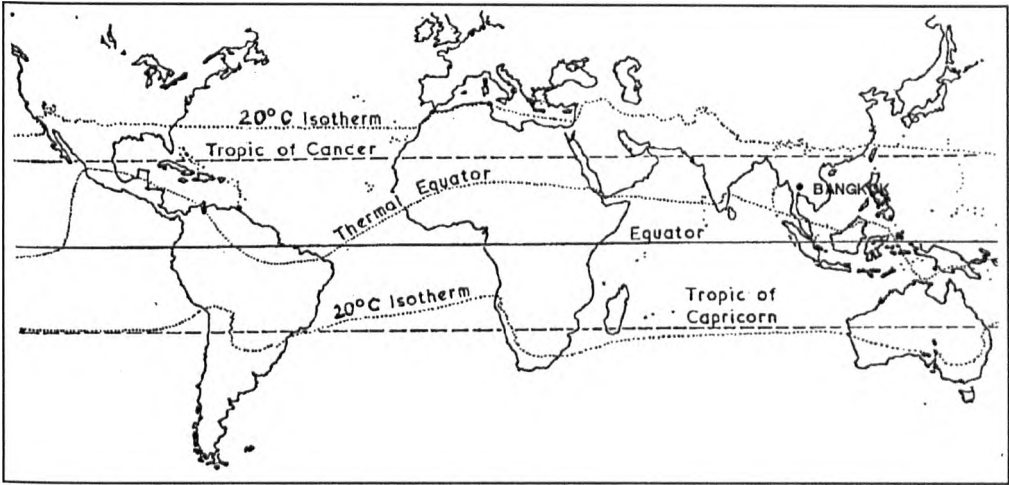 20°C Isotherm
Tropic of Cancer
Thermal Equator
BANGKOK
Equator
20°C Isotherm
Tropic of
Capricorn